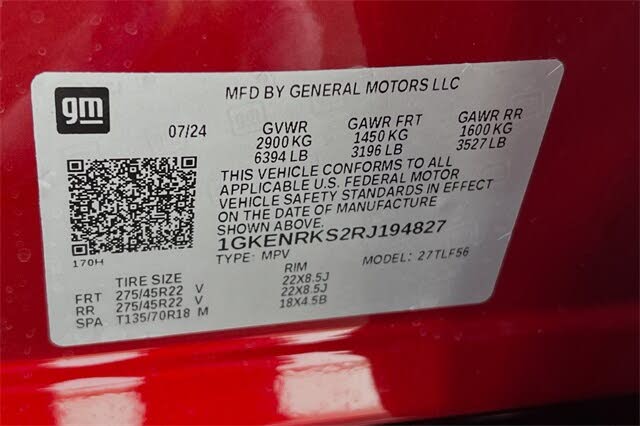 gm
MFD BY GENERAL MOTORS LLC
07/24 GVWR GAWR FRT GAWR RR
2900 KG 1450 KG 1600 KG
6394 LB 3196 LB 3527 LB
THIS VEHICLE CONFORMS TO ALL
APPLICABLE U.S. FEDERAL MOTOR
VEHICLE SAFETY STANDARDS IN EFFECT
ON THE DATE OF MANUFACTURE
SHOWN ABOVE.
1GKENRKS2RJ194827
170H
TYPE: MPV MODEL: 27TLF56
TIRE SIZE RIM
FRT 275/45R22 V 22X8.5J
RR 275/45R22 V 22X8.5J
SPA T135/70R18 M 18X4.5B